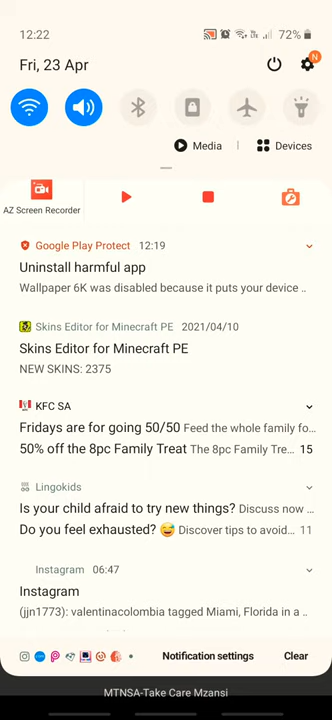 12:22
72%
Fri, 23 Apr
N
Media
Devices
AZ Screen Recorder
Google Play Protect 12:19
Uninstall harmful app
Wallpaper 6K was disabled because it puts your device ..
Skins Editor for Minecraft PE 2021/04/10
Skins Editor for Minecraft PE
NEW SKINS: 2375
KFC SA
Fridays are for going 50/50 Feed the whole family fo...
50% off the 8pc Family Treat The 8pc Family Tre... 15
Lingokids
Is your child afraid to try new things? Discuss now ...
Do you feel exhausted? 😅 Discover tips to avoid... 11
Instagram 06:47
Instagram
(jjn1773): valentinacolombia tagged Miami, Florida in a ..
Notification settings
Clear
MTNSA-Take Care Mzansi